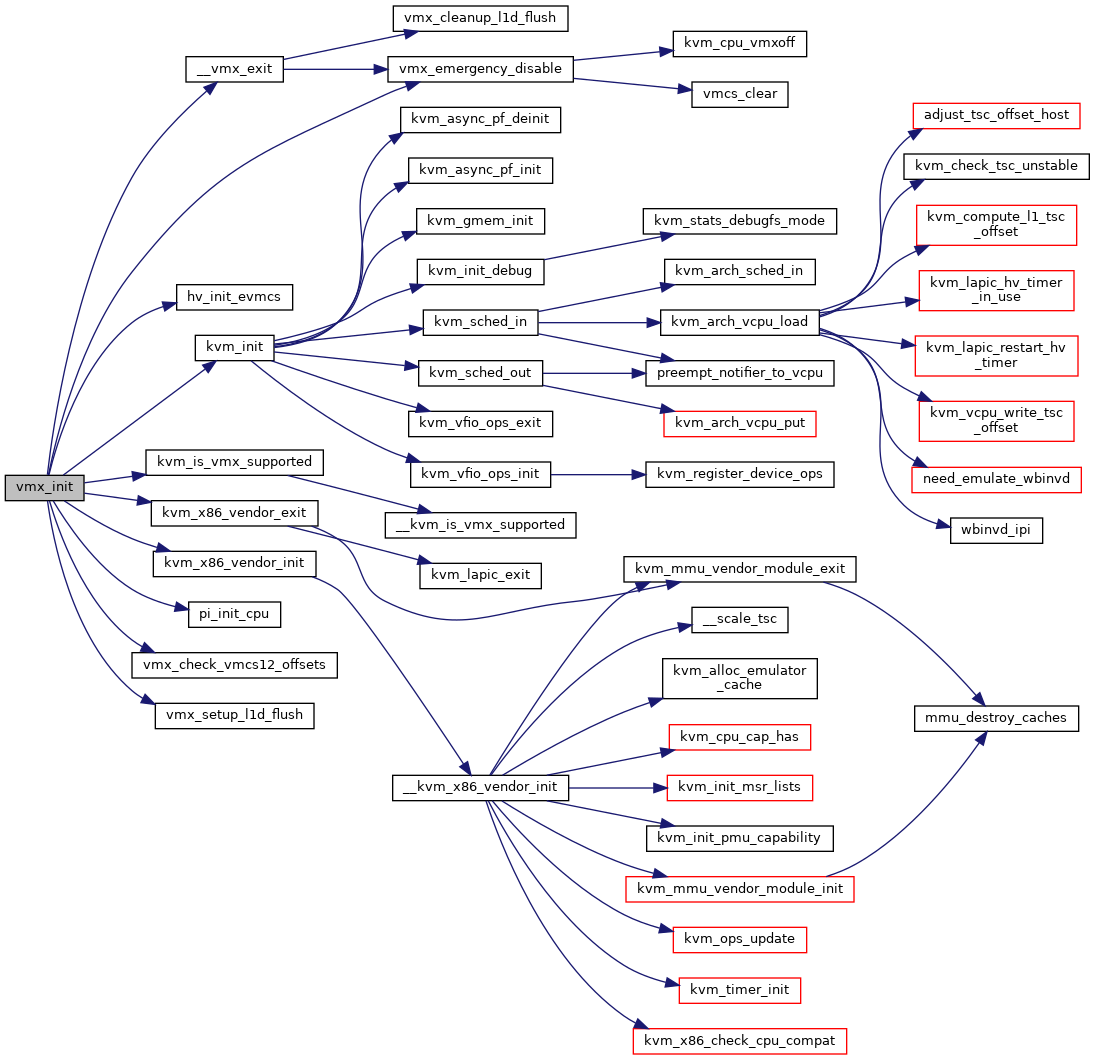 vmx_cleanup_l1d_flush
kvm_cpu_vmxoff
__vmx_exit
vmx_emergency_disable
vmcs_clear
kvm_async_pf_deinit
adjust_tsc_offset_host
kvm_async_pf_init
kvm_check_tsc_unstable
kvm_gmem_init
kvm_stats_debugfs_mode
kvm_compute_l1_tsc
_offset
kvm_init_debug
kvm_arch_sched_in
hv_init_evmcs
kvm_lapic_hv_timer
_in_use
kvm_sched_in
kvm_arch_vcpu_load
kvm_init
kvm_lapic_restart_hv
_timer
kvm_sched_out
preempt_notifier_to_vcpu
kvm_vfio_ops_exit
kvm_arch_vcpu_put
kvm_vcpu_write_tsc
_offset
kvm_is_vmx_supported
kvm_vfio_ops_init
kvm_register_device_ops
need_emulate_wbinvd
vmx_init
kvm_x86_vendor_exit
__kvm_is_vmx_supported
wbinvd_ipi
kvm_x86_vendor_init
kvm_lapic_exit
kvm_mmu_vendor_module_exit
pi_init_cpu
__scale_tsc
vmx_check_vmcs12_offsets
kvm_alloc_emulator
_cache
vmx_setup_l1d_flush
mmu_destroy_caches
kvm_cpu_cap_has
__kvm_x86_vendor_init
kvm_init_msr_lists
kvm_init_pmu_capability
kvm_mmu_vendor_module_init
kvm_ops_update
kvm_timer_init
kvm_x86_check_cpu_compat